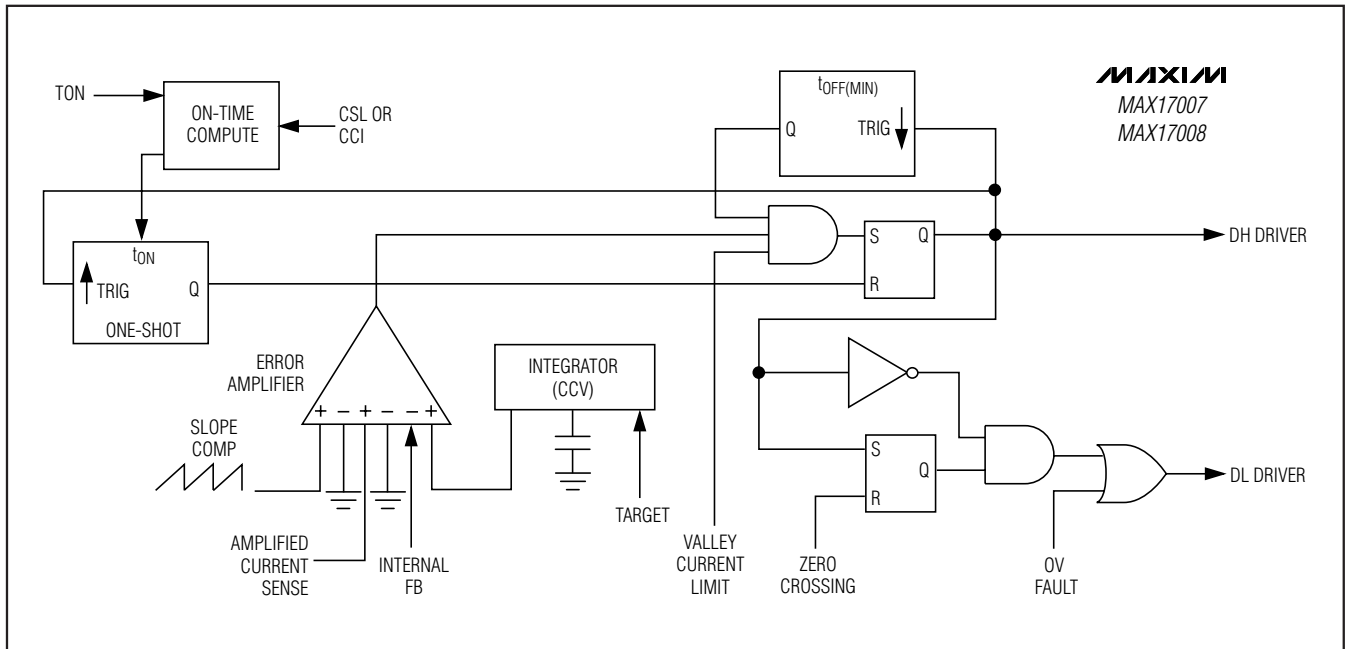 TON
ON-TIME
COMPUTE
CSL OR
CCI
tOFF(MIN)
Q
TRIG
MAXIM
MAX17007
MAX17008
tON
TRIG
Q
ONE-SHOT
S
Q
R
DH DRIVER
ERROR
AMPLIFIER
+ − + − − +
INTEGRATOR
(CCV)
SLOPE
COMP
AMPLIFIED
CURRENT
SENSE
INTERNAL
FB
TARGET
VALLEY
CURRENT
LIMIT
S
Q
R
ZERO
CROSSING
OV
FAULT
DL DRIVER